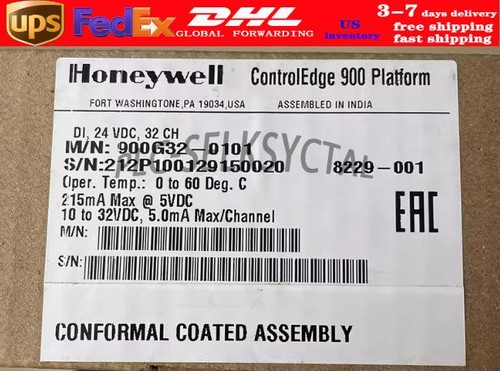 ups FedEx DHL US inventory 3-7 days delivery
GLOBAL FORWARDING free shipping
fast shipping
Honeywell ControlEdge 900 Platform
FORT WASHINGTONE,PA 19034,USA ASSEMBLED IN INDIA
DI, 24 VDC, 32 CH
M/N: 900G32-0101
S/N:212P100129150020 8229-001
PLC-SELKSYCTAL
Oper. Temp.: 0 to 60 Deg. C
215mA Max @ 5VDC
10 to 32VDC, 5.0mA Max/Channel
EAC
M/N:
S/N:
CONFORMAL COATED ASSEMBLY